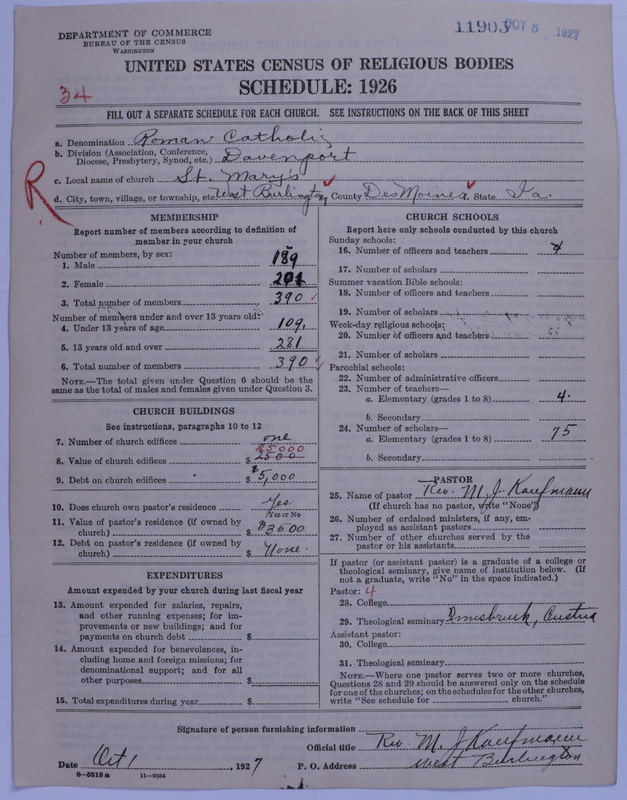 DEPARTMENT OF COMMERCE
BUREAU OF THE CENSUS
WASHINGTON
11903 OCT 5 1927
UNITED STATES CENSUS OF RELIGIOUS BODIES
SCHEDULE: 1926
34
FILL OUT A SEPARATE SCHEDULE FOR EACH CHURCH. SEE INSTRUCTIONS ON THE BACK OF THIS SHEET
a. Denomination Roman Catholic
b. Division (Association, Conference, Diocese, Presbytery, Synod, etc.) Davenport
c. Local name of church St. Mary's
R
d. City, town, village, or township, etc. West Burlington, County Des Moines. State Ia.
MEMBERSHIP
Report number of members according to definition of
member in your church
Number of members, by sex:
1. Male 189
2. Female 201
3. Total number of members 390
Number of members under and over 13 years old:
4. Under 13 years of age 109.
5. 13 years old and over 281
6. Total number of members 390
NOTE.—The total given under Question 6 should be the
same as the total of males and females given under Question 3.
CHURCH BUILDINGS
See instructions, paragraphs 10 to 12
7. Number of church edifices one
25000
8. Value of church edifices $ 2500
9. Debt on church edifices $ $5,000
10. Does church own pastor's residence Yes
(Yes or No
11. Value of pastor's residence (if owned by
church) $ $3600
12. Debt on pastor's residence (if owned by
church) $ None.
EXPENDITURES
Amount expended by your church during last fiscal year
13. Amount expended for salaries, repairs,
and other running expenses; for im-
provements or new buildings; and for
payments on church debt $
14. Amount expended for benevolences, in-
cluding home and foreign missions; for
denominational support; and for all
other purposes $
15. Total expenditures during year $
CHURCH SCHOOLS
Report here only schools conducted by this church
Sunday schools:
16. Number of officers and teachers 4
17. Number of scholars
Summer vacation Bible schools:
18. Number of officers and teachers
19. Number of scholars
Week-day religious schools:
20. Number of officers and teachers
21. Number of scholars
Parochial schools:
22. Number of administrative officers
23. Number of teachers—
a. Elementary (grades 1 to 8) 4.
b. Secondary
24. Number of scholars—
a. Elementary (grades 1 to 8) 75
b. Secondary
PASTOR
25. Name of pastor Rev. M. J. Kaufmann
(If church has no pastor, write "None")
26. Number of ordained ministers, if any, em-
ployed as assistant pastors
27. Number of other churches served by the
pastor or his assistants
If pastor (or assistant pastor) is a graduate of a college or
theological seminary, give name of institution below. (If
not a graduate, write "No" in the space indicated.)
Pastor: 4
28. College
29. Theological seminary Innsbruck, Austria
Assistant pastor:
30. College
31. Theological seminary
NOTE.—Where one pastor serves two or more churches,
Questions 28 and 29 should be answered only on the schedule
for one of the churches; on the schedules for the other churches,
write "See schedule for church."
Signature of person furnishing information
Official title Rev. M. J. Kaufmann
Date Oct 1, 1927 P. O. Address West Burlington
8—5518 a 11—9354